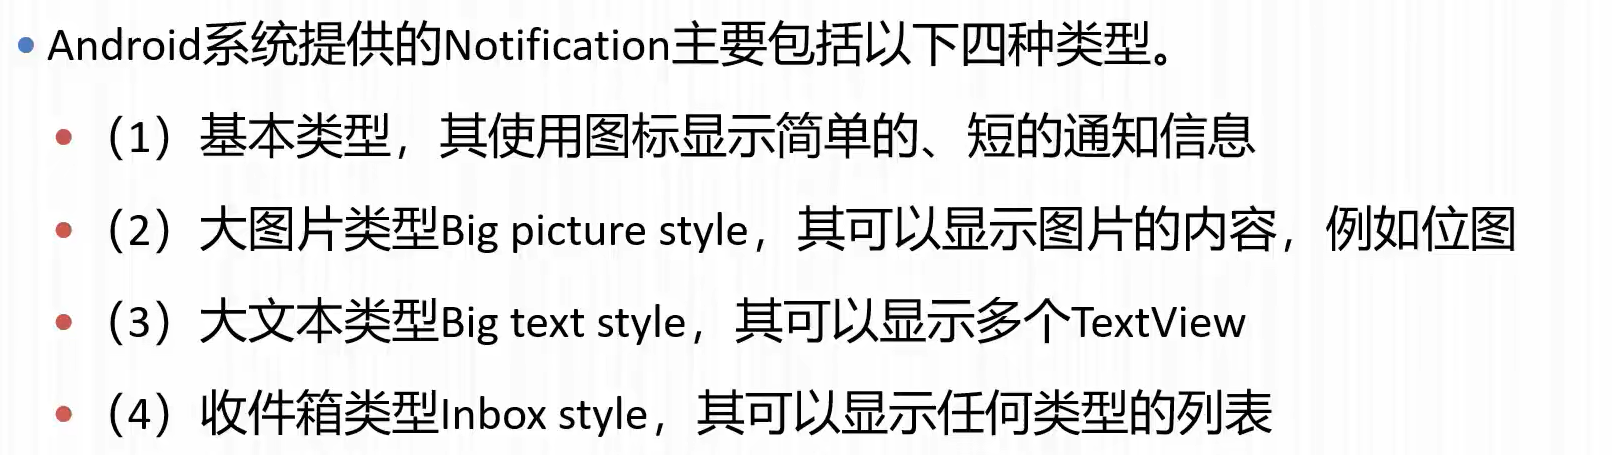 Android系统提供的Notification主要包括以下四种类型。
（1）基本类型，其使用图标显示简单的、短的通知信息
（2）大图片类型Big picture style，其可以显示图片的内容，例如位图
（3）大文本类型Big text style，其可以显示多个TextView
（4）收件箱类型Inbox style，其可以显示任何类型的列表